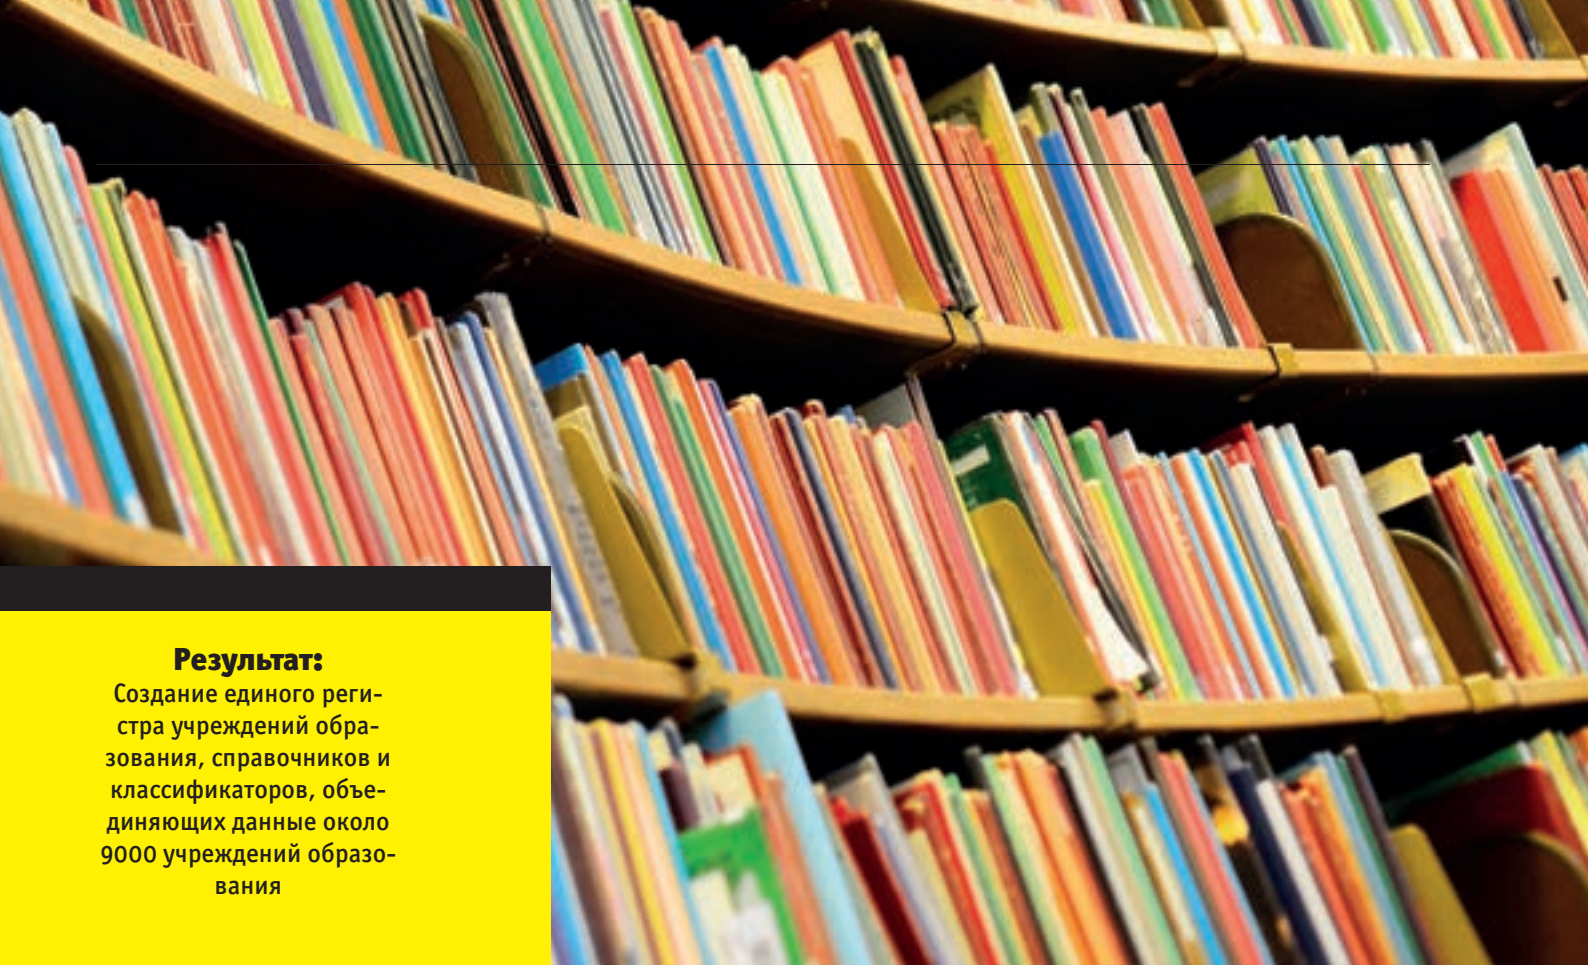 Результат:
Создание единого реги-
стра учреждений обра-
зования, справочников и
классификаторов, объе-
диняющих данные около
9000 учреждений образо-
вания